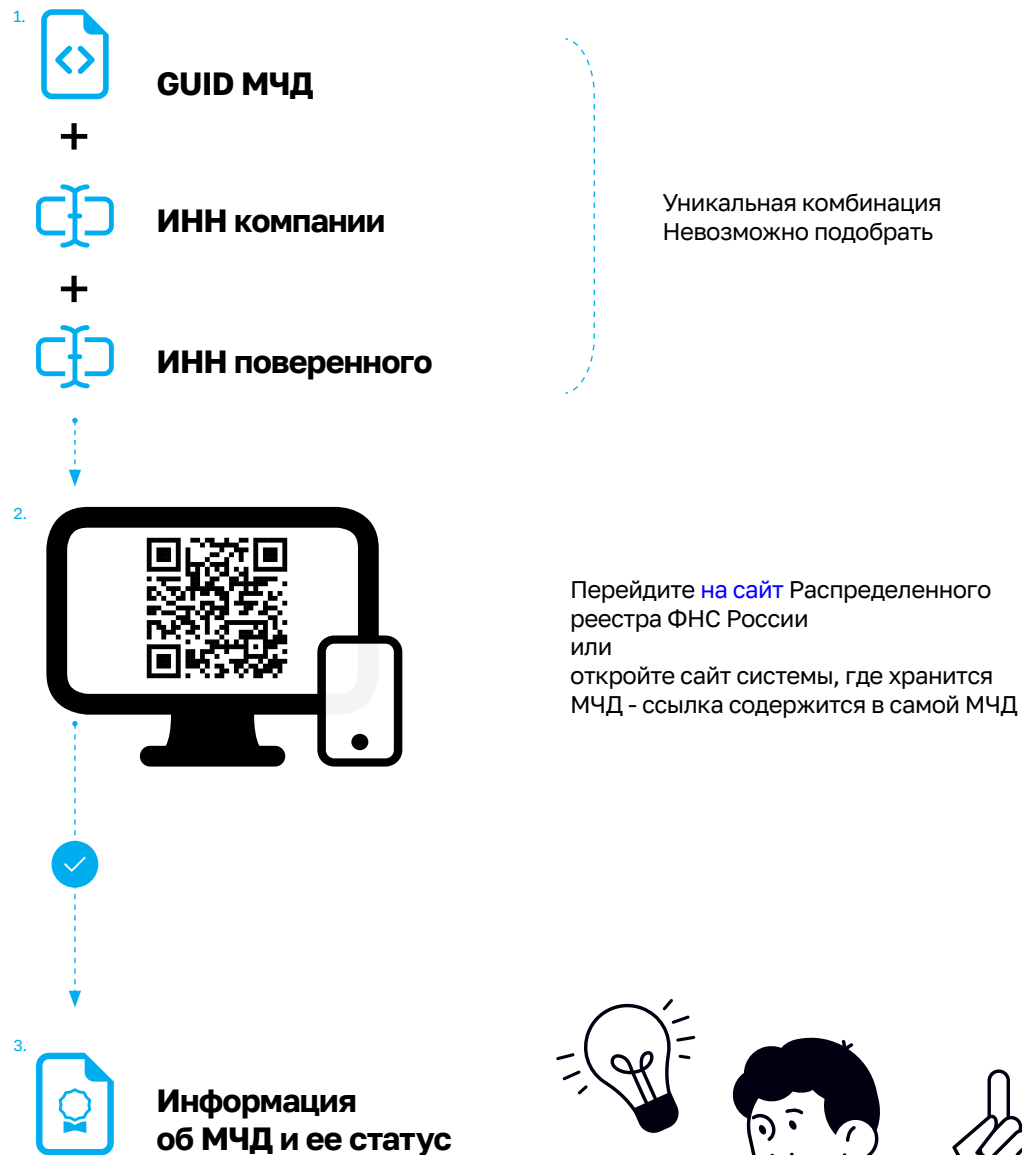 1.
GUID МЧД
+
ИНН компании
+
ИНН поверенного
Уникальная комбинация
Невозможно подобрать
2.
Перейдите на сайт Распределенного
реестра ФНС России
или
откройте сайт системы, где хранится
МЧД - ссылка содержится в самой МЧД
3.
Информация
об МЧД и ее статус